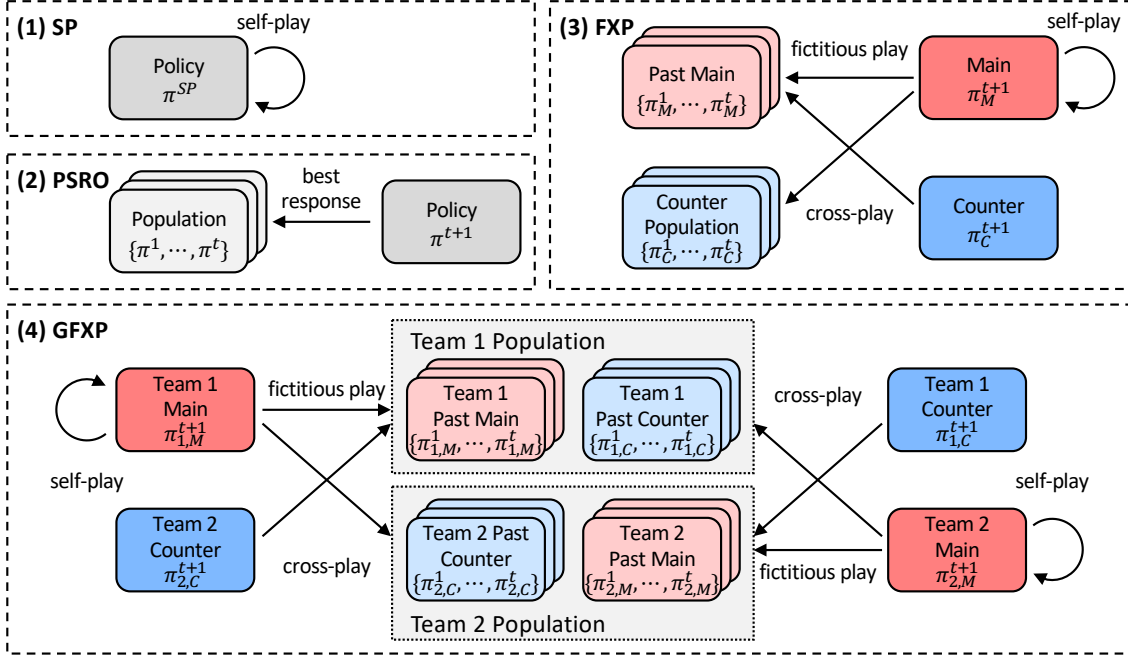 (1) SP
self-play
Policy
π^{SP}
(2) PSRO
Population
{π^1, ⋯, π^t}
best
response
Policy
π^{t+1}
(3) FXP
self-play
Past Main
{π_M^1, ⋯, π_M^t}
fictitious play
Main
π_M^{t+1}
Counter
Population
{π_C^1, ⋯, π_C^t}
cross-play
Counter
π_C^{t+1}
(4) GFXP
Team 1
Main
π_{1,M}^{t+1}
fictitious play
self-play
Team 2
Counter
π_{2,C}^{t+1}
cross-play
Team 1 Population
Team 1
Past Main
{π_{1,M}^1, ⋯, π_{1,M}^t}
Team 1
Past Counter
{π_{1,C}^1, ⋯, π_{1,C}^t}
Team 2 Past
Counter
{π_{2,C}^1, ⋯, π_{2,C}^t}
Team 2
Past Main
{π_{2,M}^1, ⋯, π_{2,M}^t}
Team 2 Population
cross-play
Team 1
Counter
π_{1,C}^{t+1}
self-play
fictitious play
Team 2
Main
π_{2,M}^{t+1}